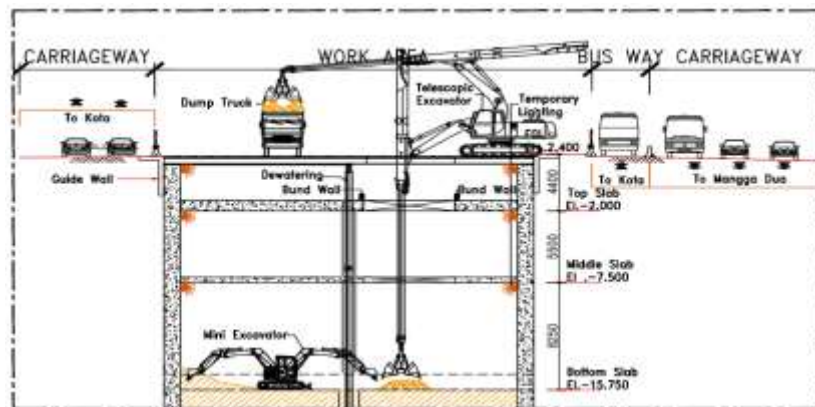 CARRIAGEWAY
WORK AREA
BUS WAY
CARRIAGEWAY
Dump Truck
Telescopic
Excavator
Temporary
Lighting
To Kota
2,400
Guide Wall
Dewatering
Bund Wall
Bund Wall
To Kota
To Mangga Dua
4400
Top Slab
El.-2.000
5500
Middle Slab
El.-7.500
Mini Excavator
Bottom Slab
El.-15.750